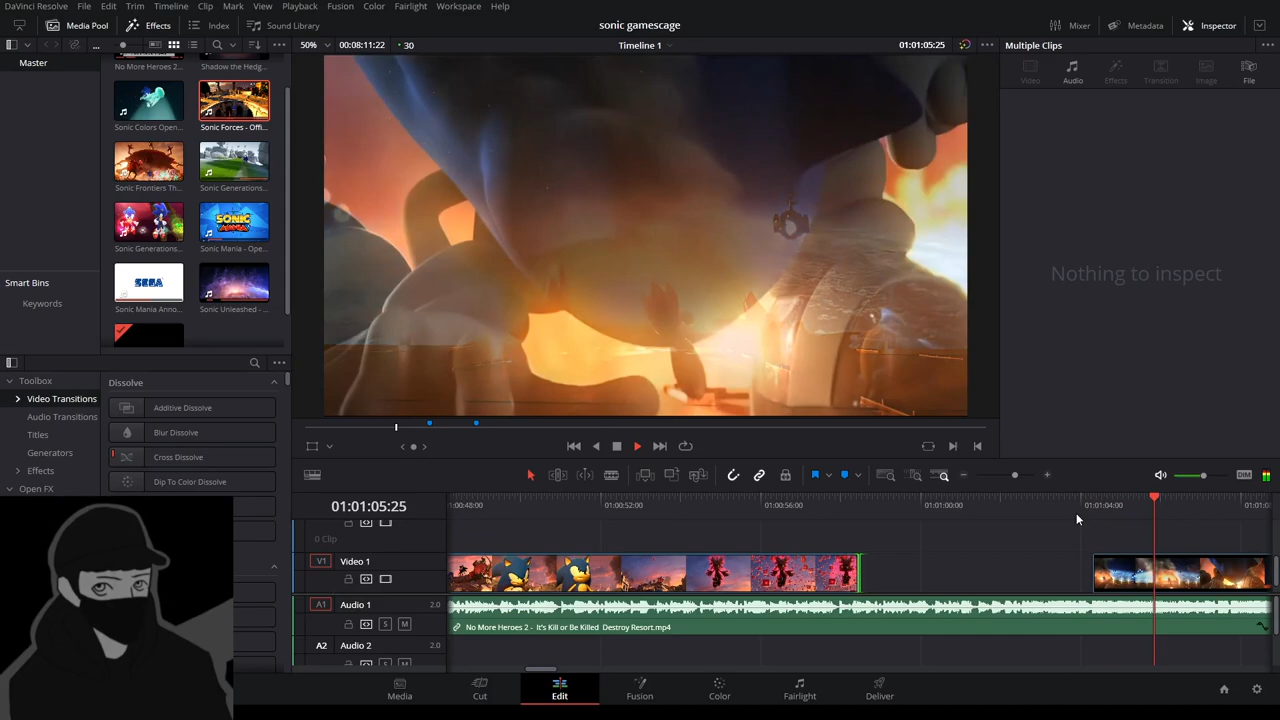 DaVinci Resolve File Edit Trim Timeline Clip Mark View Playback Fusion Color Fairlight Workspace Help
Media Pool Effects Index Sound Library sonic gamescage Mixer Metadata Inspector
... 50% 00:08:11:22 30 Timeline 1 01:01:05:25 Multiple Clips
Master
No More Heroes 2... Shadow the Hedg...
Video Audio Effects Transition Image File
Sonic Colors Open... Sonic Forces - Offi...
Sonic Frontiers Th... Sonic Generations...
SONIC MANIA
Sonic Generations... Sonic Mania - Ope...
Nothing to inspect
SEGA
Smart Bins
Keywords
Sonic Mania Anno... Sonic Unleashed - ...
Toolbox
Video Transitions
Audio Transitions
Titles
Generators
Effects
Open FX
Dissolve
Additive Dissolve
Blur Dissolve
Cross Dissolve
Dip To Color Dissolve
DIM
01:01:05:25
1:00:48:00 01:00:52:00 01:00:56:00 01:01:00:00 01:01:04:00
0 Clip
V1 Video 1
A1 Audio 1 2.0
S M
No More Heroes 2 - It's Kill or Be Killed Destroy Resort.mp4
A2 Audio 2 2.0
S M
Media Cut Edit Fusion Color Fairlight Deliver